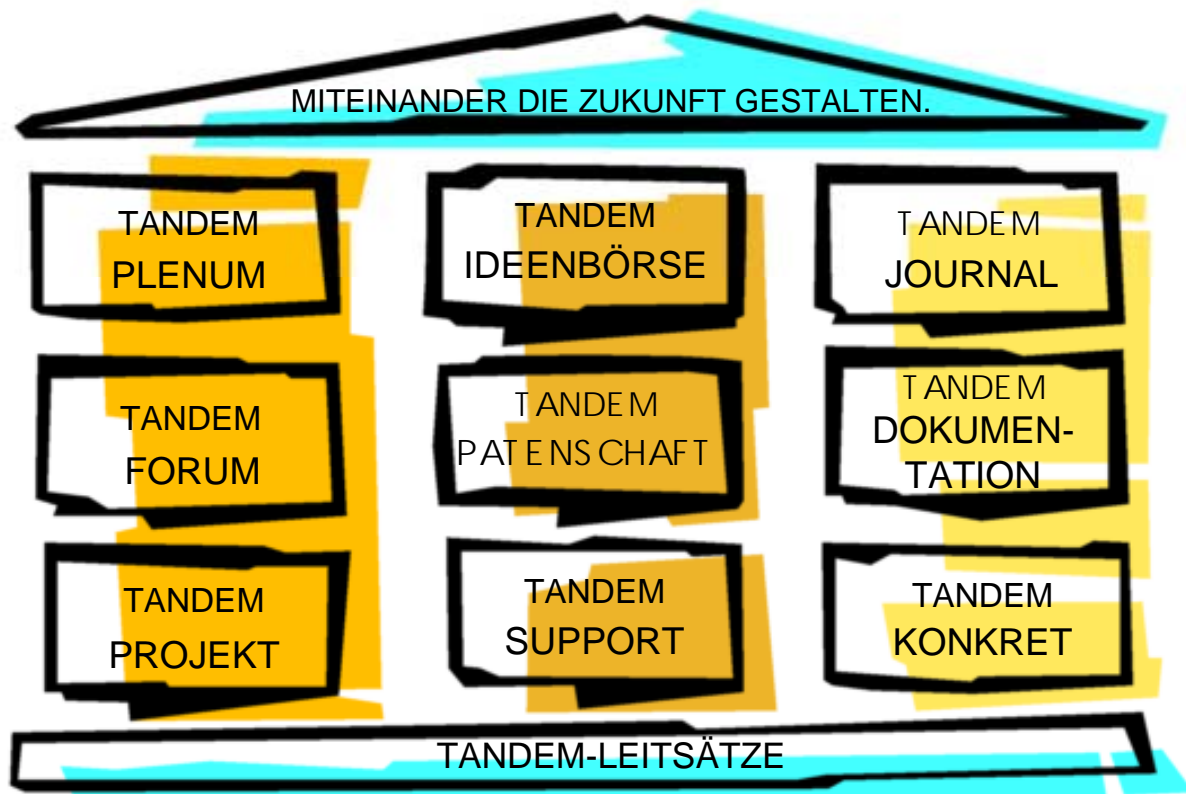 MITEINANDER DIE ZUKUNFT GESTALTEN.
TANDEM
PLENUM
TANDEM
IDEENBÖRSE
TANDEM
JOURNAL
TANDEM
FORUM
TANDEM
PATENSCHAFT
TANDEM
DOKUMEN-
TATION
TANDEM
PROJEKT
TANDEM
SUPPORT
TANDEM
KONKRET
TANDEM-LEITSÄTZE